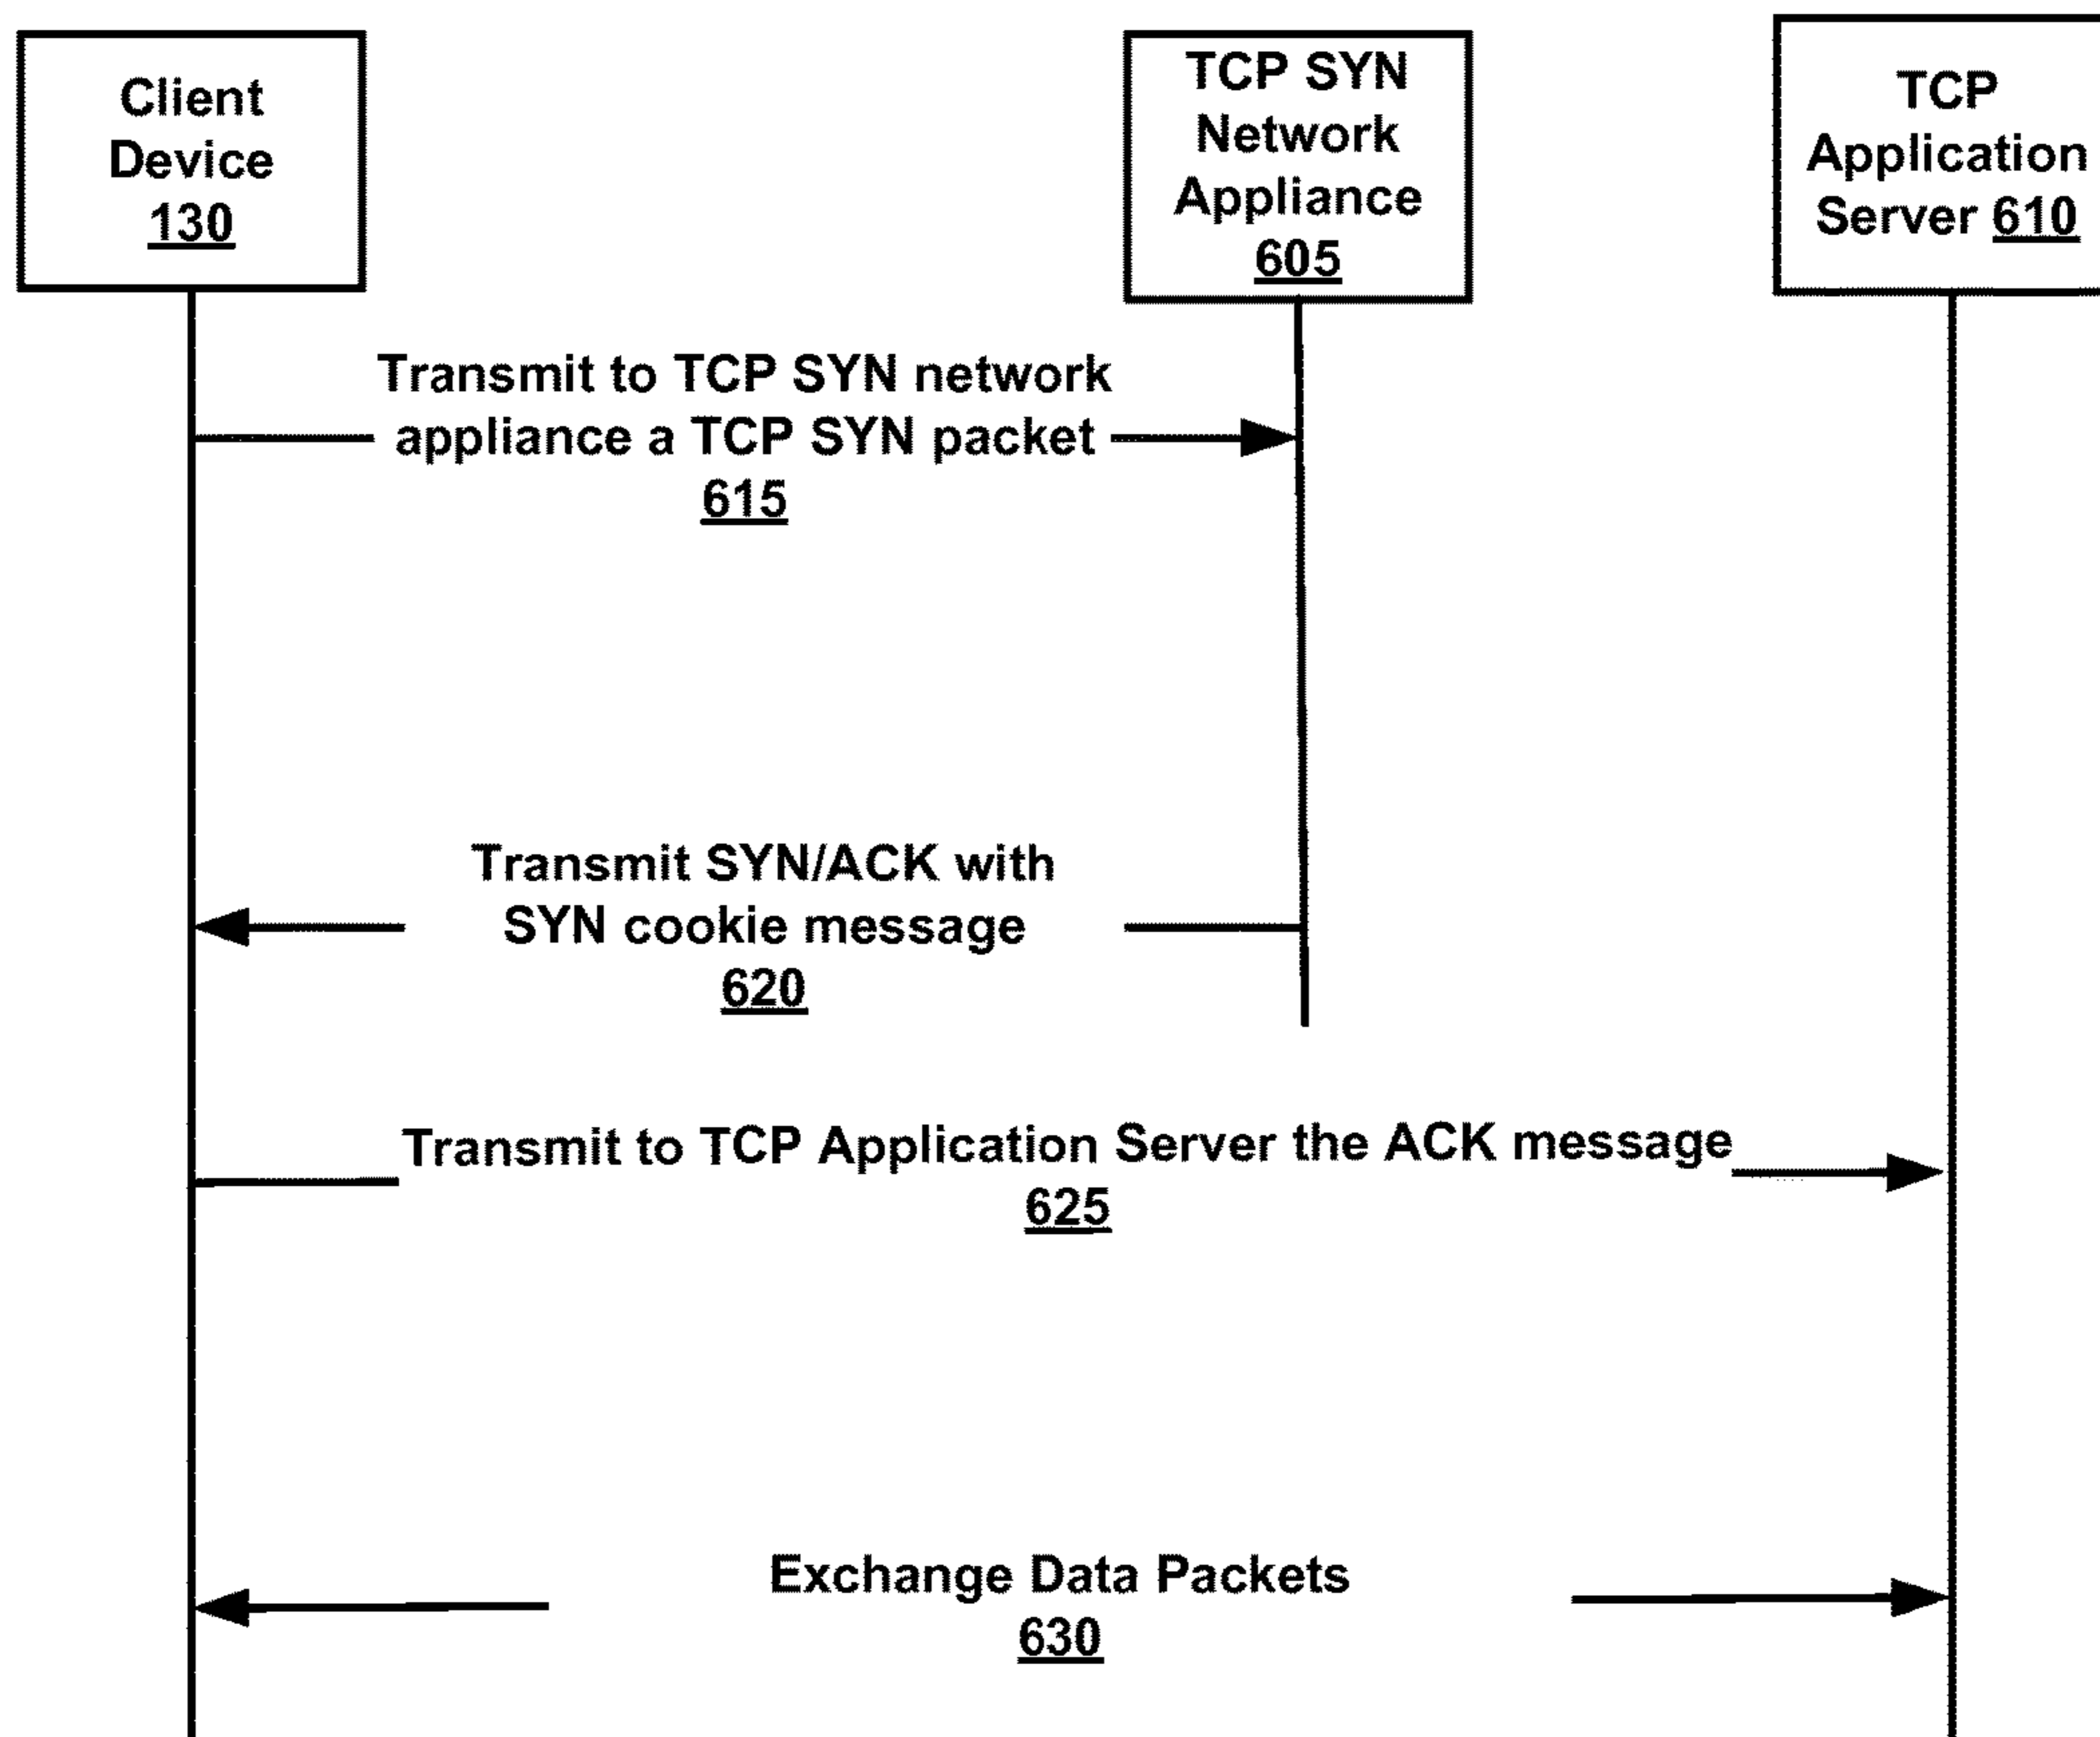 Client
Device
130
TCP SYN
Network
Appliance
605
TCP
Application
Server 610
Transmit to TCP SYN network
appliance a TCP SYN packet
615
Transmit SYN/ACK with
SYN cookie message
620
Transmit to TCP Application Server the ACK message
625
Exchange Data Packets
630